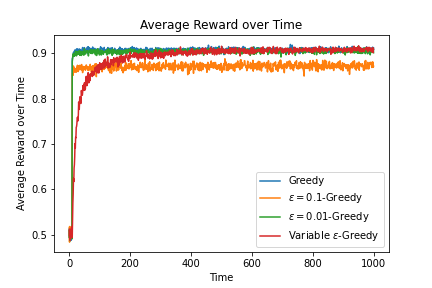 Average Reward over Time
Average Reward over Time
0.9
0.8
0.7
0.6
0.5
0
200
400
600
800
1000
Time
Greedy
ε = 0.1-Greedy
ε = 0.01-Greedy
Variable ε-Greedy